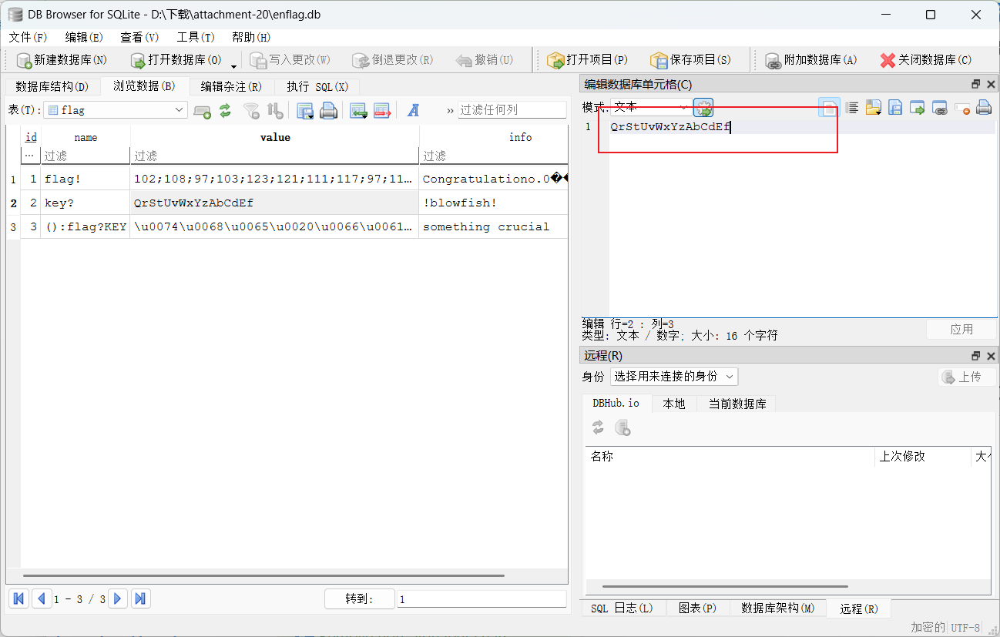 DB Browser for SQLite - D:\下载\attachment-20\enflag.db
文件(F) 编辑(E) 查看(V) 工具(T) 帮助(H)
新建数据库(N) 打开数据库(O) 写入更改(W) 倒退更改(R) 撤销(U) 打开项目(P) 保存项目(S) 附加数据库(A) 关闭数据库(C)
数据库结构(D) 浏览数据(B) 编辑杂注(R) 执行 SQL(X)
表(T): flag » 过滤任何列
id name value info
... 过滤 过滤 过滤
1 1 flag! 102;108;97;103;123;121;111;117;97;11... Congratulationo.0
2 2 key? QrStUvWxYzAbCdEf !blowfish!
3 3 ():flag?KEY \u0074\u0068\u0065\u0020\u0066\u0061... something crucial
1 - 3 / 3 转到: 1
编辑数据库单元格(C)
模式: 文本
1 QrStUvWxYzAbCdEf
编辑 行=2 : 列=3
类型: 文本 / 数字; 大小: 16 个字符
应用
远程(R)
身份 选择用来连接的身份 上传
DBHub.io 本地 当前数据库
名称 上次修改
SQL 日志(L) 图表(P) 数据库架构(M) 远程(R)
加密的 UTF-8